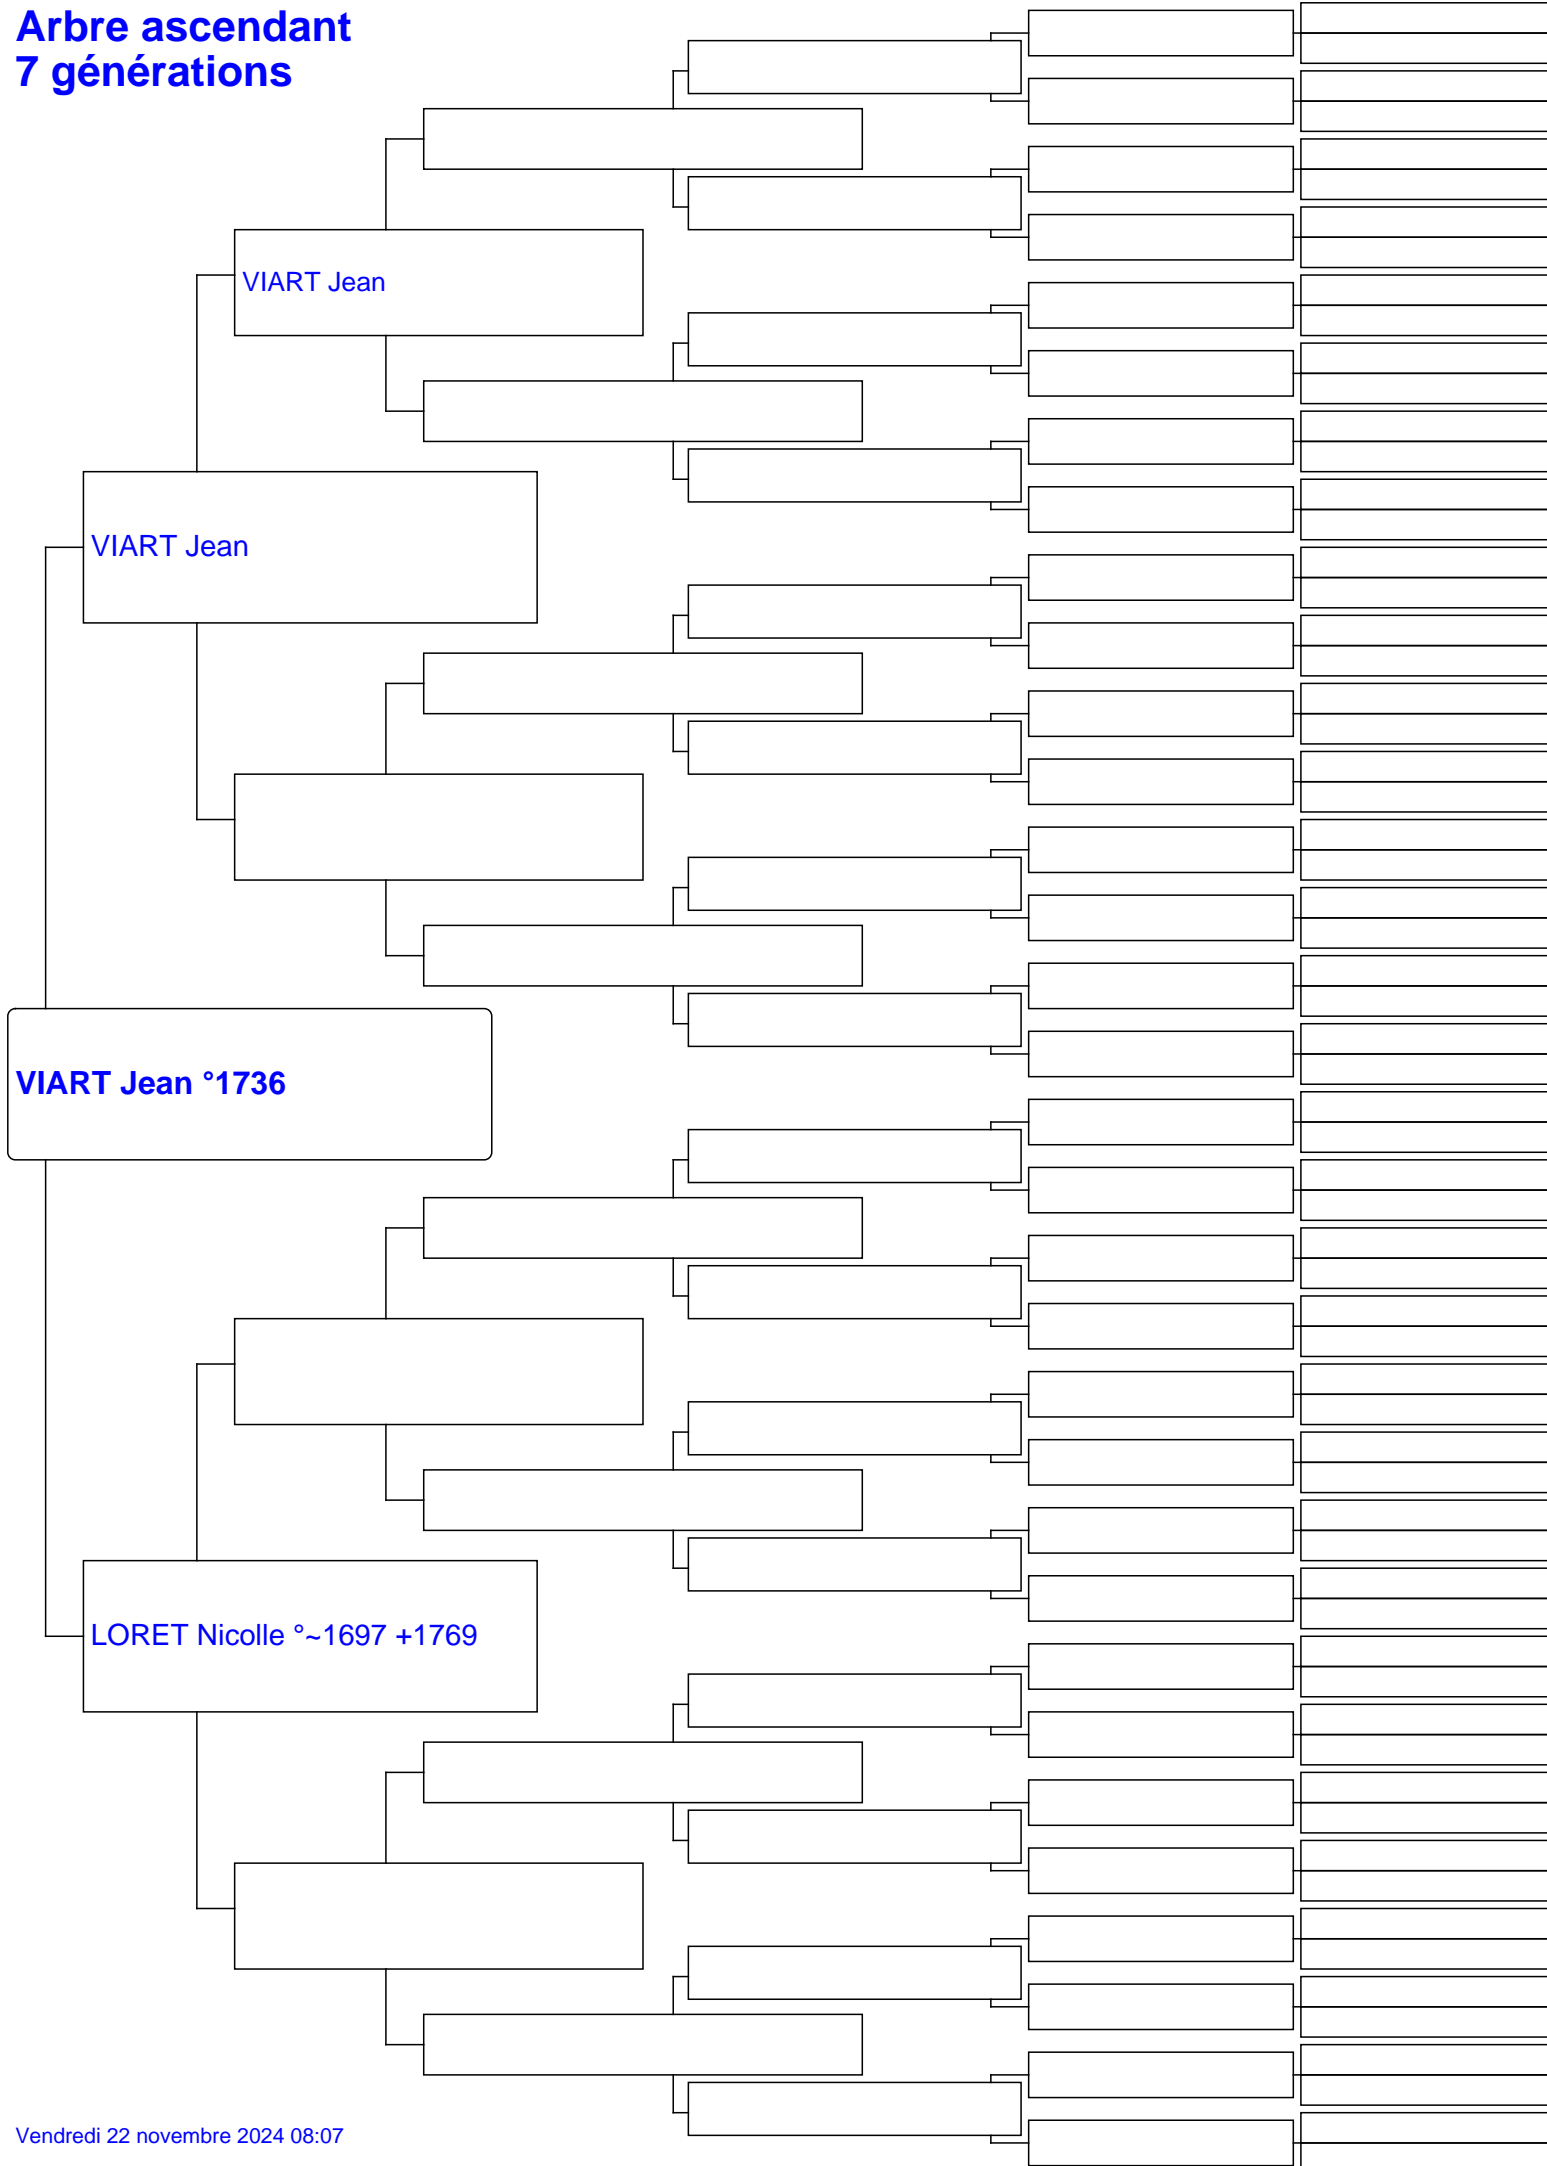 Arbre ascendant
7 générations
VIART Jean
VIART Jean
VIART Jean °1736
LORET Nicolle °~1697 +1769
Vendredi 22 novembre 2024 08:07